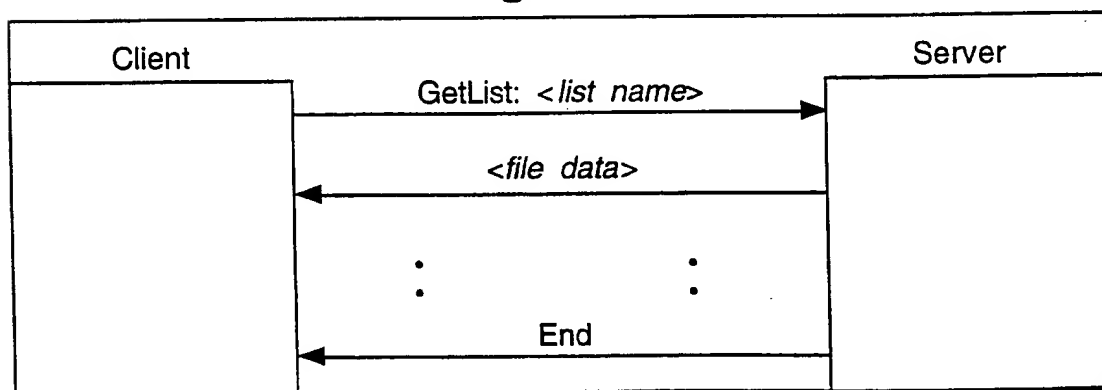 Client
Server
GetList: <list name>
<file data>
End